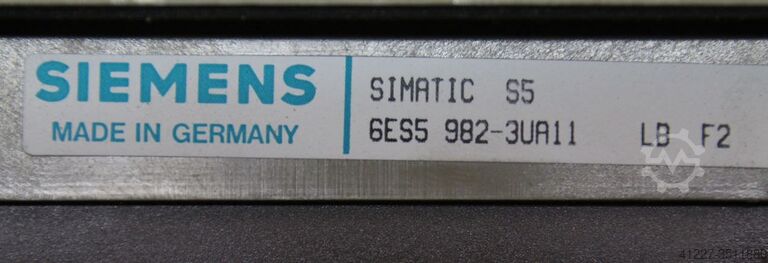 SIEMENS
MADE IN GERMANY
SIMATIC S5
6ES5 982-3UA11 LB F2